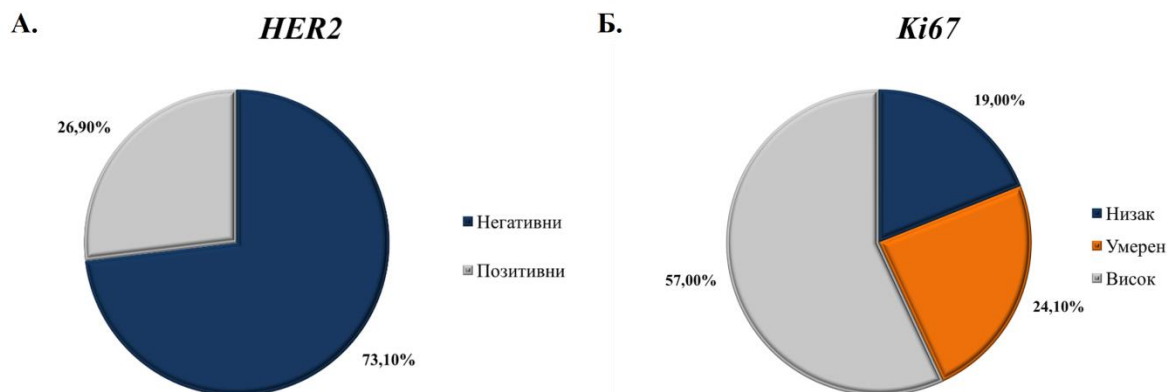 А.
HER2
26,90%
73,10%
Негативни
Позитивни
Б.
Ki67
19,00%
24,10%
57,00%
Низак
Умерен
Висок